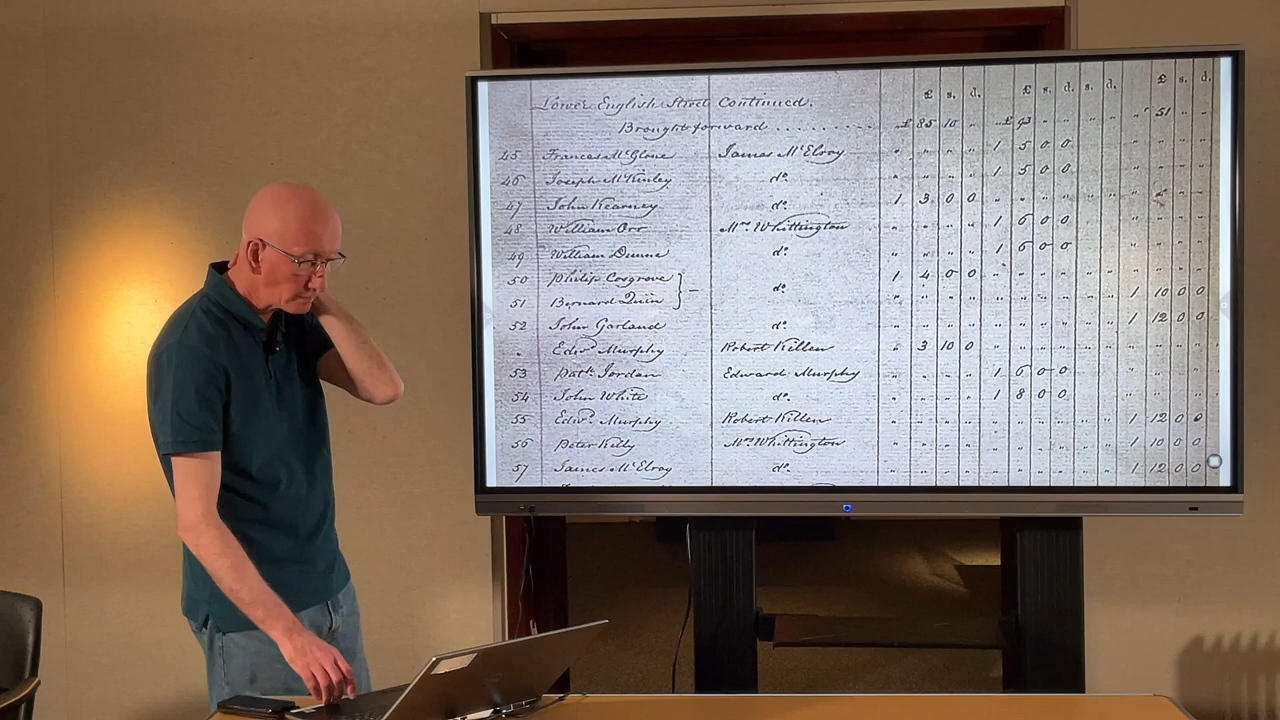 £ s. d. £ s. d. s. d. £ s. d.
Lower English Street Continued.
Brought forward . . . . . . . . . £ 85 10 „ „ £ 93 „ „ £ 51 „ „
45 Frances McGlone James McElroy „ „ „ „ 1 5 0 0 „ „ „ „
46 Joseph McKinley do. „ „ „ „ 1 5 0 0 „ „ „ „
47 John Kearney do. 1 3 0 0 „ „ „ „ „ £ „ „
48 William Orr Mrs Whittington „ „ „ „ 1 6 0 0 „ „ „ „
49 William Dunne do. „ „ „ „ 1 6 0 0 „ „ „ „
50 Philip Cosgrove } — do. 1 4 0 0 „ „ „ „ „ „ „ „
51 Bernard Quin „ „ „ „ „ „ „ „ 1 10 0 0
52 John Garland do. „ „ „ „ „ „ „ „ 1 12 0 0
„ Edwd. Murphy Robert Killen „ 3 10 0 „ „ „ „ „ „ „ „
53 Patk. Jordan Edward Murphy „ „ „ „ 1 6 0 0 „ „ „ „
54 John White do. „ „ „ „ 1 8 0 0 „ „ „ „
55 Edwd. Murphy Robert Killen „ „ „ „ „ „ „ „ 1 12 0 0
56 Peter Kelly Mrs Whittington „ „ „ „ „ „ „ „ 1 10 0 0
57 James McElroy do. „ „ „ „ „ „ „ „ 1 12 0 0